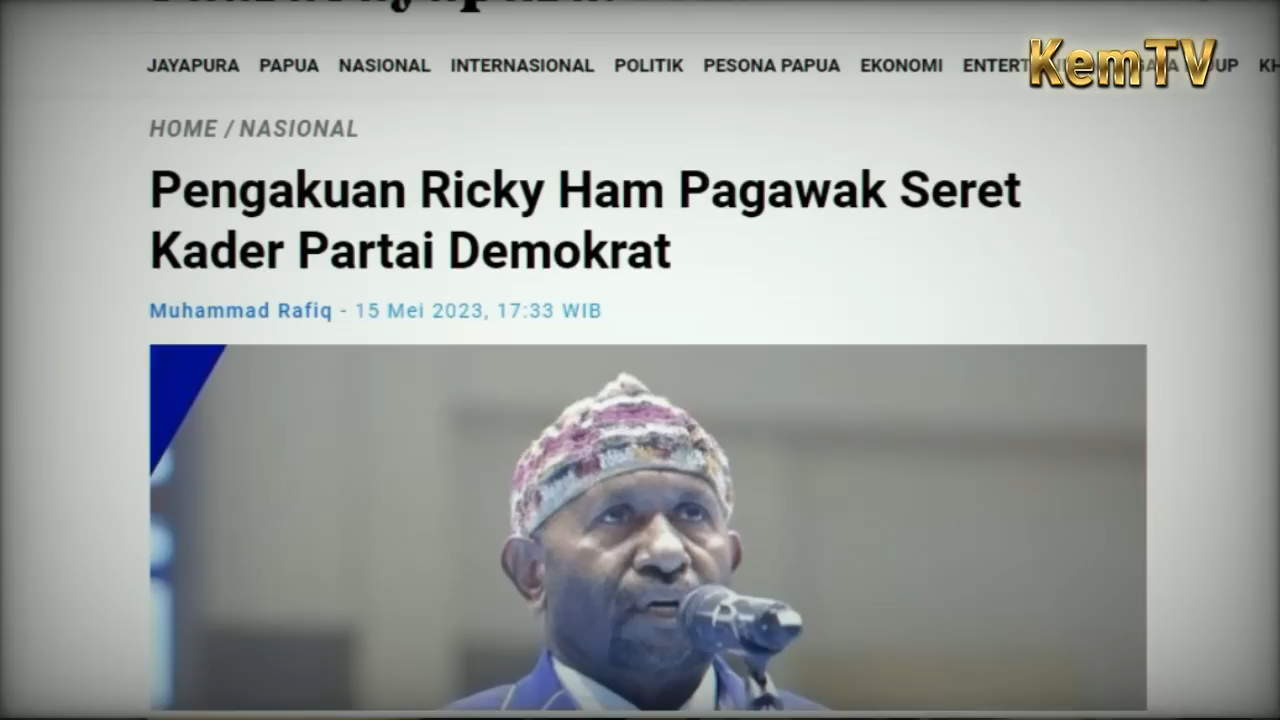 JAYAPURA PAPUA NASIONAL INTERNASIONAL POLITIK PESONA PAPUA EKONOMI
KemTV
HOME / NASIONAL
Pengakuan Ricky Ham Pagawak Seret
Kader Partai Demokrat
Muhammad Rafiq - 15 Mei 2023, 17:33 WIB